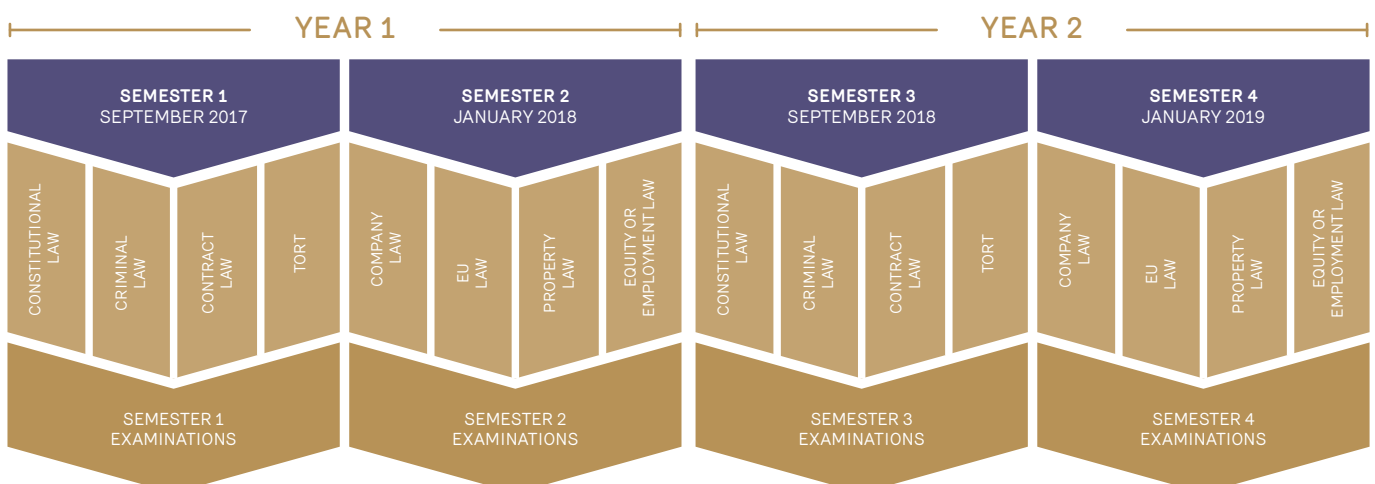 YEAR 1
YEAR 2
SEMESTER 1
SEPTEMBER 2017
SEMESTER 2
JANUARY 2018
SEMESTER 3
SEPTEMBER 2018
SEMESTER 4
JANUARY 2019
CONSTITUTIONAL
LAW
CRIMINAL
LAW
CONTRACT
LAW
TORT
COMPANY
LAW
EU
LAW
PROPERTY
LAW
EQUITY OR
EMPLOYMENT LAW
CONSTITUTIONAL
LAW
CRIMINAL
LAW
CONTRACT
LAW
TORT
COMPANY
LAW
EU
LAW
PROPERTY
LAW
EQUITY OR
EMPLOYMENT LAW
SEMESTER 1
EXAMINATIONS
SEMESTER 2
EXAMINATIONS
SEMESTER 3
EXAMINATIONS
SEMESTER 4
EXAMINATIONS